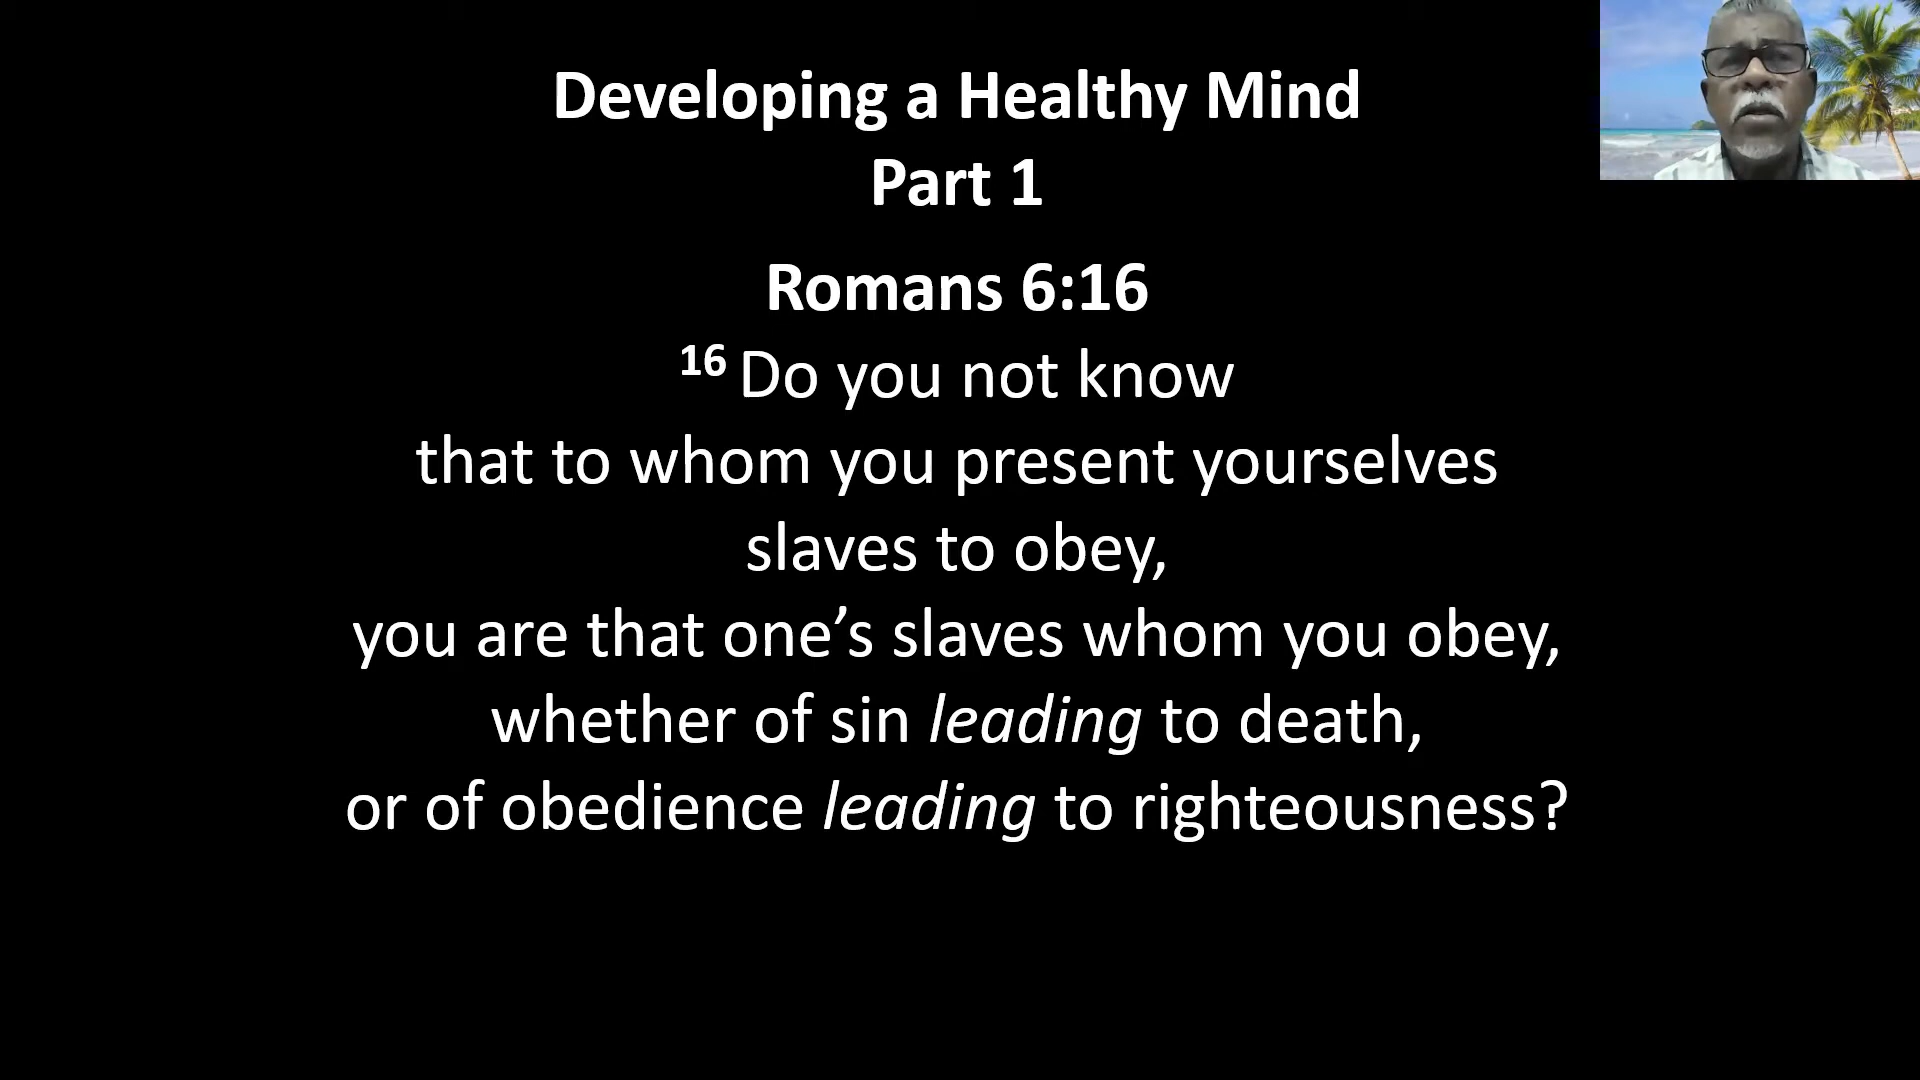 Developing a Healthy Mind
Part 1
Romans 6:16
16 Do you not know
that to whom you present yourselves
slaves to obey,
you are that one’s slaves whom you obey,
whether of sin leading to death,
or of obedience leading to righteousness?